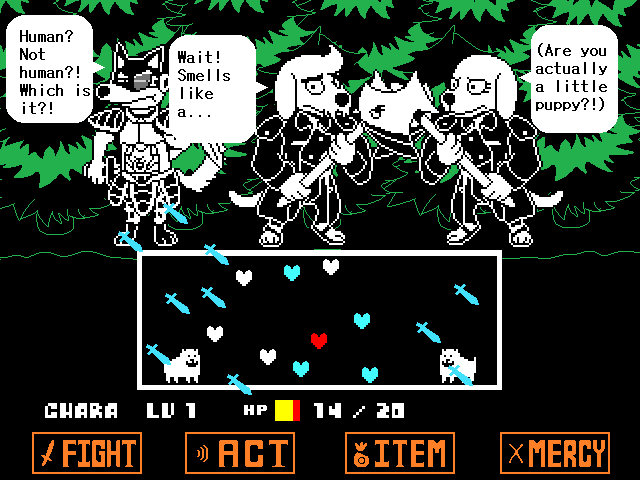 Human?
Not
human?!
Which is
it?!
Wait!
Smells
like
a...
(Are you
actually
a little
puppy?!)
CHARA LV 1 HP 14 / 20
FIGHT ACT ITEM MERCY